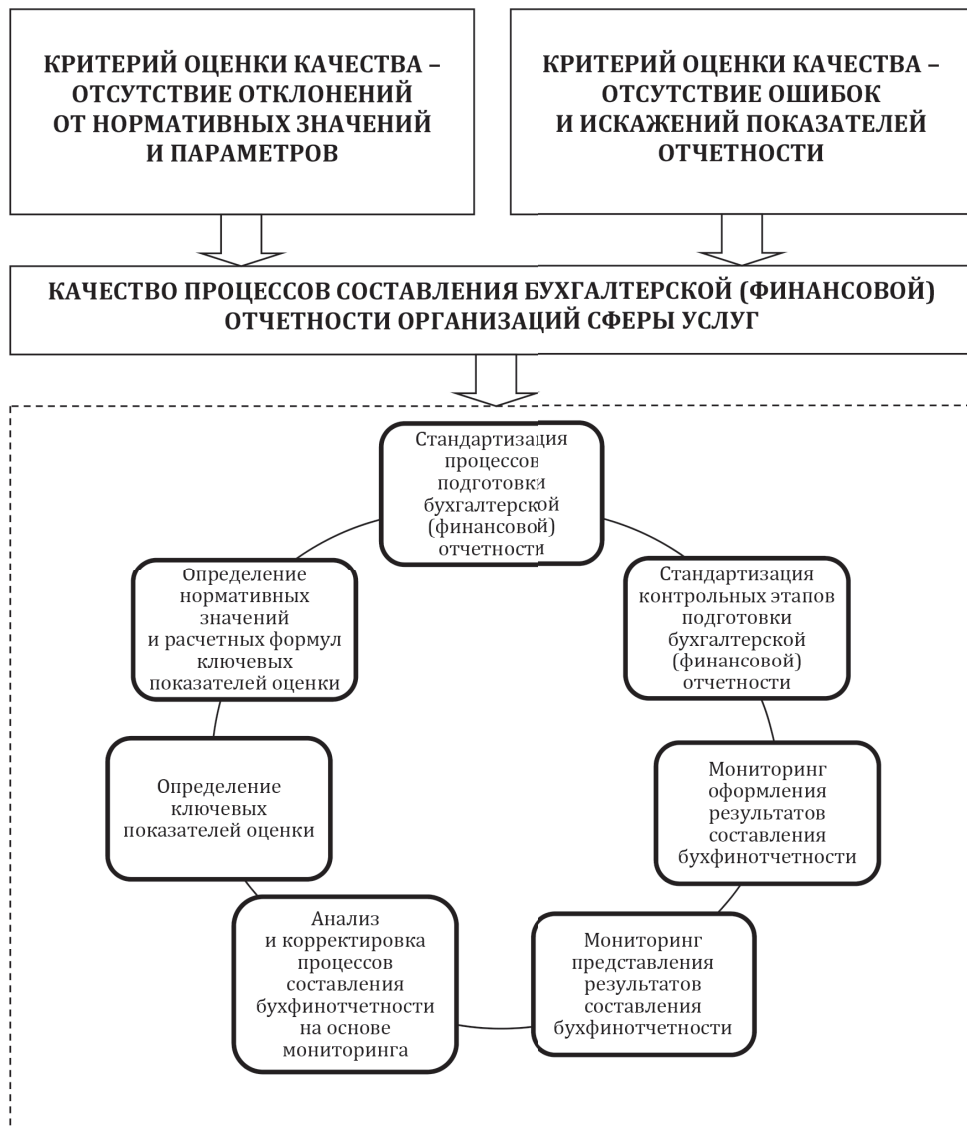 КРИТЕРИЙ ОЦЕНКИ КАЧЕСТВА –
ОТСУТСТВИЕ ОТКЛОНЕНИЙ
ОТ НОРМАТИВНЫХ ЗНАЧЕНИЙ
И ПАРАМЕТРОВ
КРИТЕРИЙ ОЦЕНКИ КАЧЕСТВА –
ОТСУТСТВИЕ ОШИБОК
И ИСКАЖЕНИЙ ПОКАЗАТЕЛЕЙ
ОТЧЕТНОСТИ
КАЧЕСТВО ПРОЦЕССОВ СОСТАВЛЕНИЯ БУХГАЛТЕРСКОЙ (ФИНАНСОВОЙ)
ОТЧЕТНОСТИ ОРГАНИЗАЦИЙ СФЕРЫ УСЛУГ
Стандартизация
процессов
подготовки
бухгалтерской
(финансовой)
отчетности
Стандартизация
контрольных этапов
подготовки
бухгалтерской
(финансовой)
отчетности
Мониторинг
оформления
результатов
составления
бухфинотчетности
Мониторинг
представления
результатов
составления
бухфинотчетности
Анализ
и корректировка
процессов
составления
бухфинотчетности
на основе
мониторинга
Определение
ключевых
показателей оценки
Определение
нормативных
значений
и расчетных формул
ключевых
показателей оценки